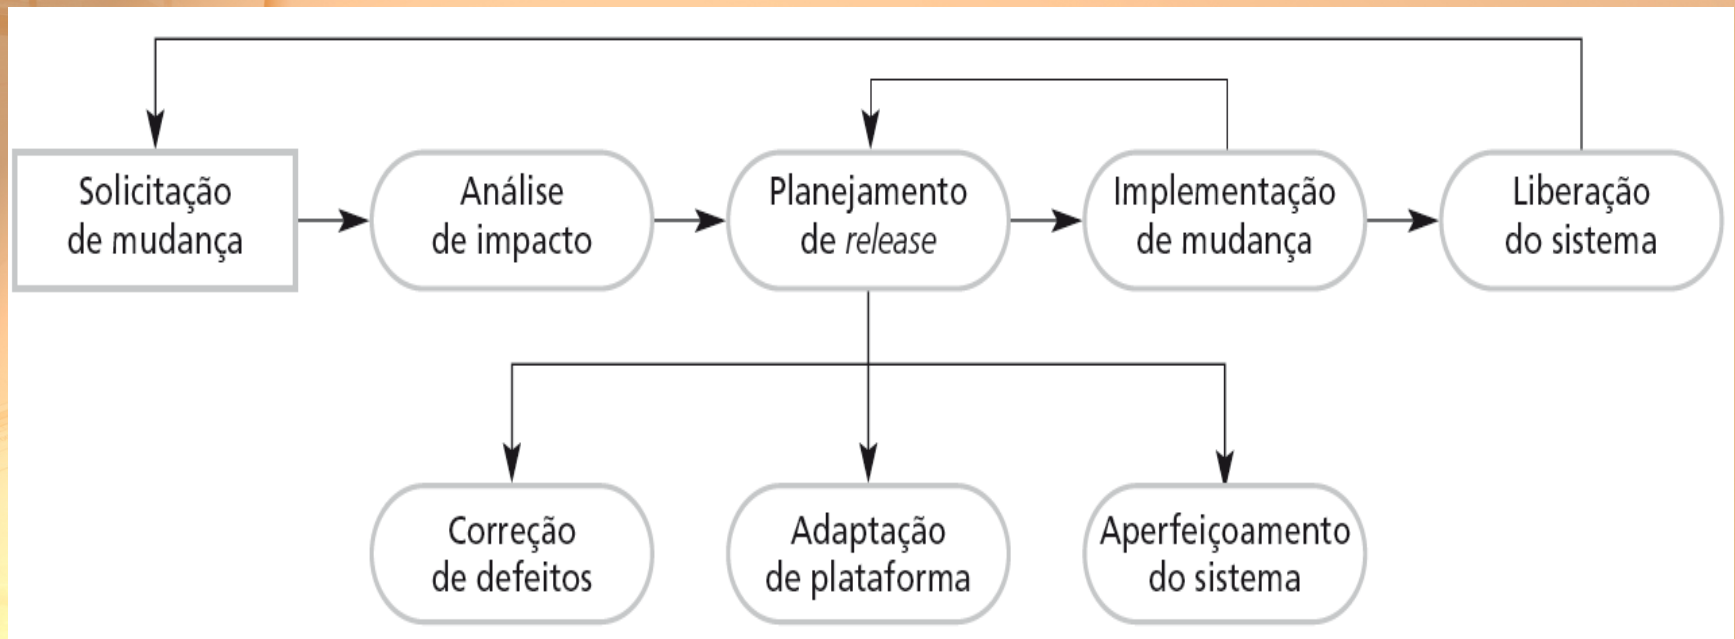 Solicitação
de mudança
Análise
de impacto
Planejamento
de release
Implementação
de mudança
Liberação
do sistema
Correção
de defeitos
Adaptação
de plataforma
Aperfeiçoamento
do sistema